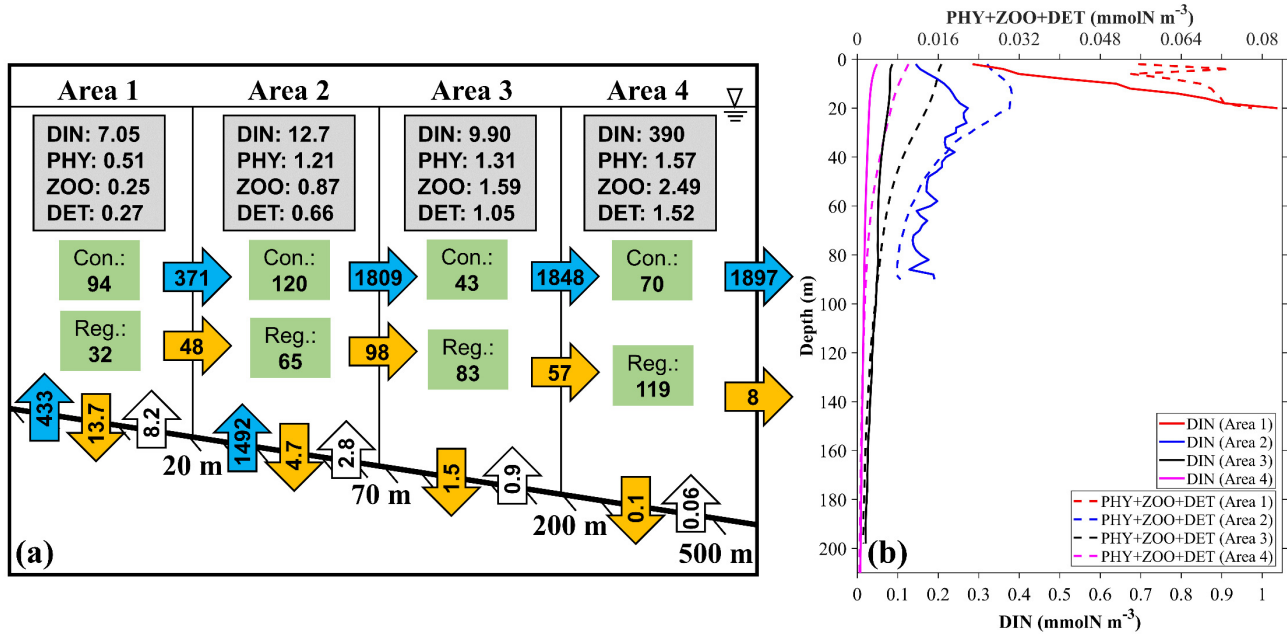 Area 1
Area 2
Area 3
Area 4
DIN: 7.05
PHY: 0.51
ZOO: 0.25
DET: 0.27
DIN: 12.7
PHY: 1.21
ZOO: 0.87
DET: 0.66
DIN: 9.90
PHY: 1.31
ZOO: 1.59
DET: 1.05
DIN: 390
PHY: 1.57
ZOO: 2.49
DET: 1.52
Con.:
94
371
Con.:
120
1809
Con.:
43
1848
Con.:
70
1897
Reg.:
32
48
Reg.:
65
98
Reg.:
83
57
Reg.:
119
8
433
13.7
8.2
20 m
1492
4.7
2.8
70 m
1.5
0.9
200 m
0.1
0.06
500 m
(a)
PHY+ZOO+DET (mmolN m-3)
0 0.016 0.032 0.048 0.064 0.08
Depth (m)
0
20
40
60
80
100
120
140
160
180
200
DIN (Area 1)
DIN (Area 2)
DIN (Area 3)
DIN (Area 4)
PHY+ZOO+DET (Area 1)
PHY+ZOO+DET (Area 2)
PHY+ZOO+DET (Area 3)
PHY+ZOO+DET (Area 4)
(b)
0 0.1 0.2 0.3 0.4 0.5 0.6 0.7 0.8 0.9 1
DIN (mmolN m-3)